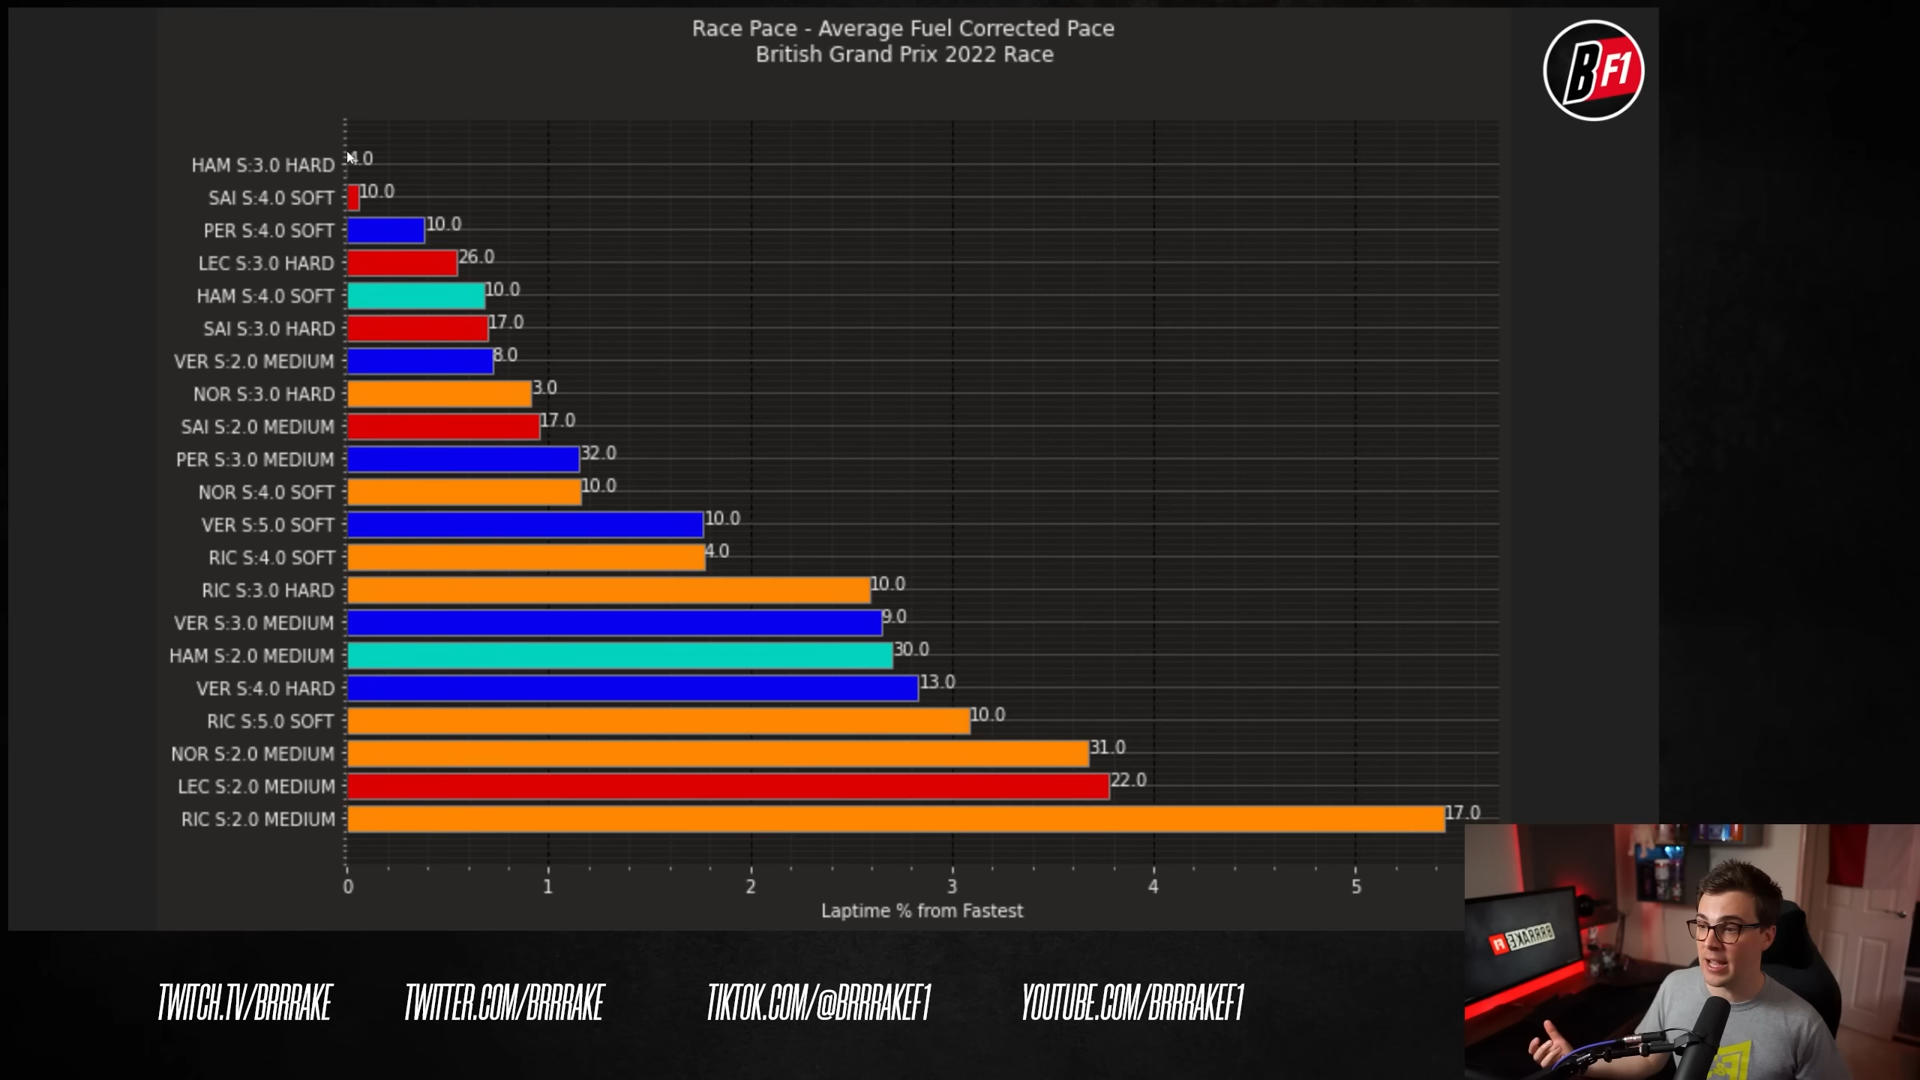 Race Pace - Average Fuel Corrected Pace
British Grand Prix 2022 Race
BF1
HAM S:3.0 HARD 4.0
SAI S:4.0 SOFT 10.0
PER S:4.0 SOFT 10.0
LEC S:3.0 HARD 26.0
HAM S:4.0 SOFT 10.0
SAI S:3.0 HARD 17.0
VER S:2.0 MEDIUM 8.0
NOR S:3.0 HARD 3.0
SAI S:2.0 MEDIUM 17.0
PER S:3.0 MEDIUM 32.0
NOR S:4.0 SOFT 10.0
VER S:5.0 SOFT 10.0
RIC S:4.0 SOFT 4.0
RIC S:3.0 HARD 10.0
VER S:3.0 MEDIUM 9.0
HAM S:2.0 MEDIUM 30.0
VER S:4.0 HARD 13.0
RIC S:5.0 SOFT 10.0
NOR S:2.0 MEDIUM 31.0
LEC S:2.0 MEDIUM 22.0
RIC S:2.0 MEDIUM 17.0
0 1 2 3 4 5
Laptime % from Fastest
TWITCH.TV/BRRRAKE TWITTER.COM/BRRRAKE TIKTOK.COM/@BRRRAKEF1 YOUTUBE.COM/BRRRAKEF1
BRRRAKE F1